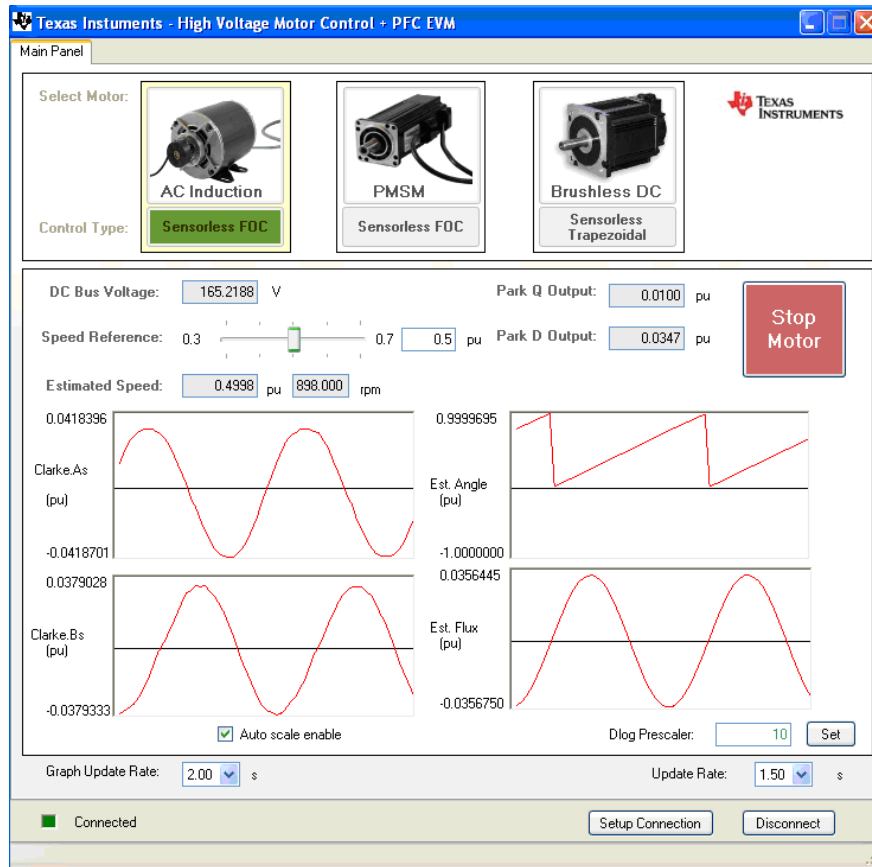 Texas Instuments - High Voltage Motor Control + PFC EVM
Main Panel
Select Motor:
AC Induction
PMSM
Brushless DC
TEXAS
INSTRUMENTS
Control Type:
Sensorless FOC
Sensorless FOC
Sensorless
Trapezoidal
DC Bus Voltage: 165.2188 V
Park Q Output: 0.0100 pu
Stop
Motor
Speed Reference: 0.3 0.7 0.5 pu
Park D Output: 0.0347 pu
Estimated Speed: 0.4998 pu 898.000 rpm
0.0418396
Clarke.As
(pu)
-0.0418701
0.9999695
Est. Angle
(pu)
-1.0000000
0.0379028
Clarke.Bs
(pu)
-0.0379333
0.0356445
Est. Flux
(pu)
-0.0356750
Auto scale enable
Dlog Prescaler: 10 Set
Graph Update Rate: 2.00 s
Update Rate: 1.50 s
Connected
Setup Connection
Disconnect